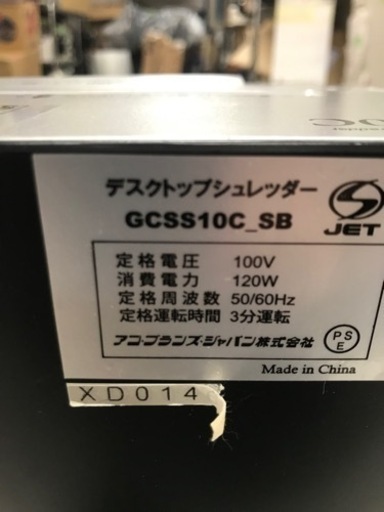 デスクトップシュレッダー
GCSS10C_SB
JET
定格電圧 100V
消費電力 120W
定格周波数 50/60Hz
定格運転時間 3分運転
アコ・ブランズ・ジャパン株式会社
PS
E
Made in China
XD014